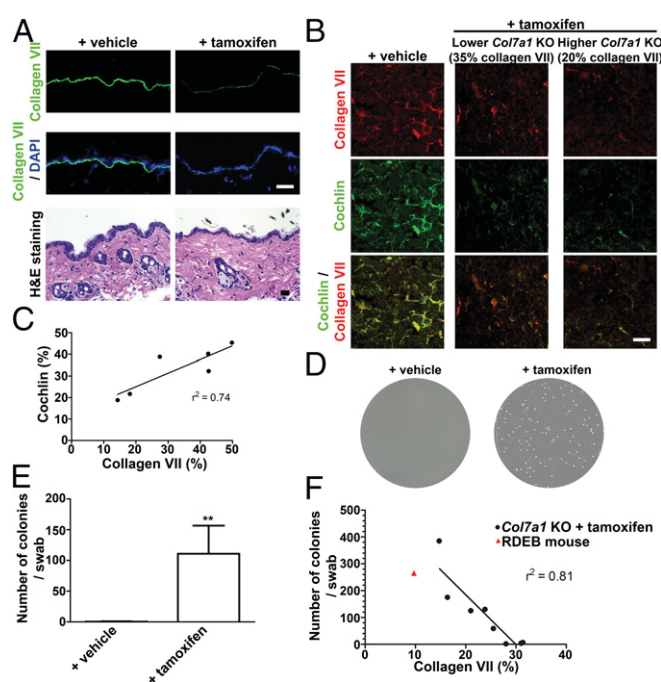 A
+ vehicle
+ tamoxifen
Collagen VII
Collagen VII
/ DAPI
H&E staining
B
+ tamoxifen
+ vehicle
Lower Col7a1 KO
(35% collagen VII)
Higher Col7a1 KO
(20% collagen VII)
Collagen VII
Cochlin
Cochlin /
Collagen VII
C
Cochlin (%)
50
40
30
20
10
0
r² = 0.74
0
10
20
30
40
50
Collagen VII (%)
D
+ vehicle
+ tamoxifen
E
Number of colonies
/ swab
200
150
100
50
0
**
+ vehicle
+ tamoxifen
F
Number of colonies
/ swab
500
400
300
200
100
0
Col7a1 KO + tamoxifen
RDEB mouse
r² = 0.81
0
10
20
30
40
Collagen VII (%)